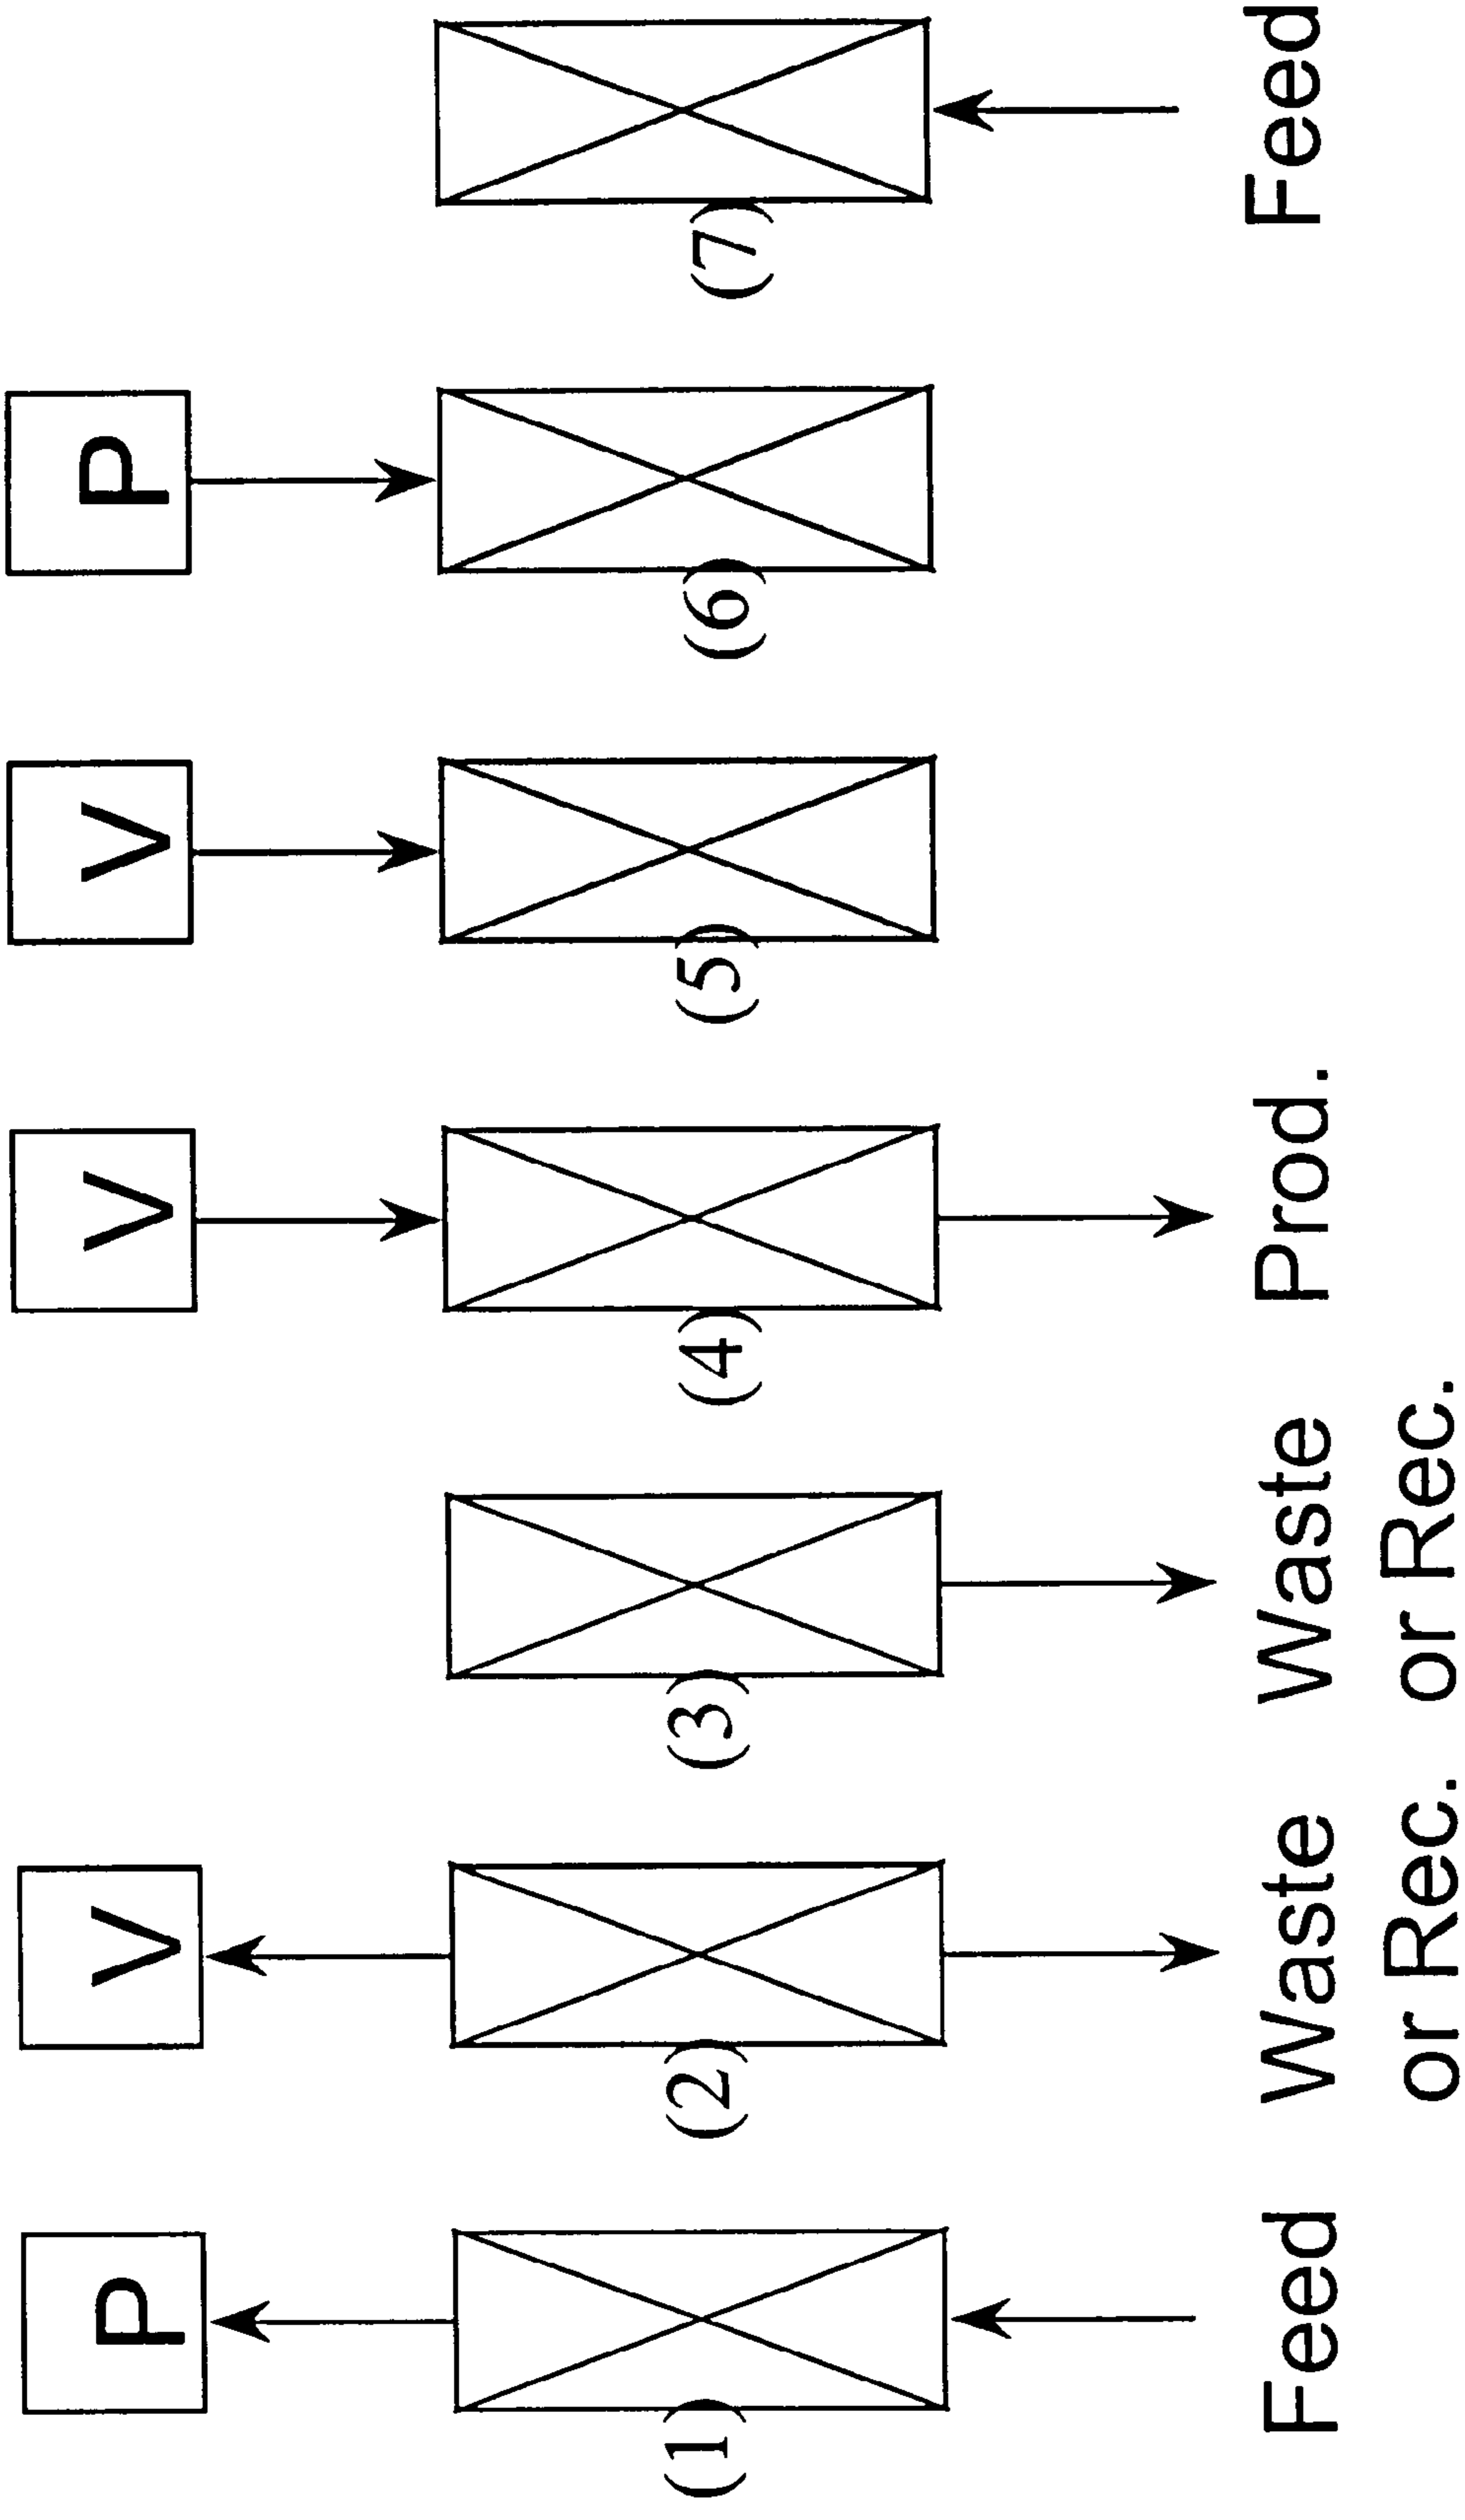 P
V
V
V
P
(1)
(2)
(3)
(4)
(5)
(6)
(7)
Feed
Waste
or Rec.
Waste
or Rec.
Prod.
Feed